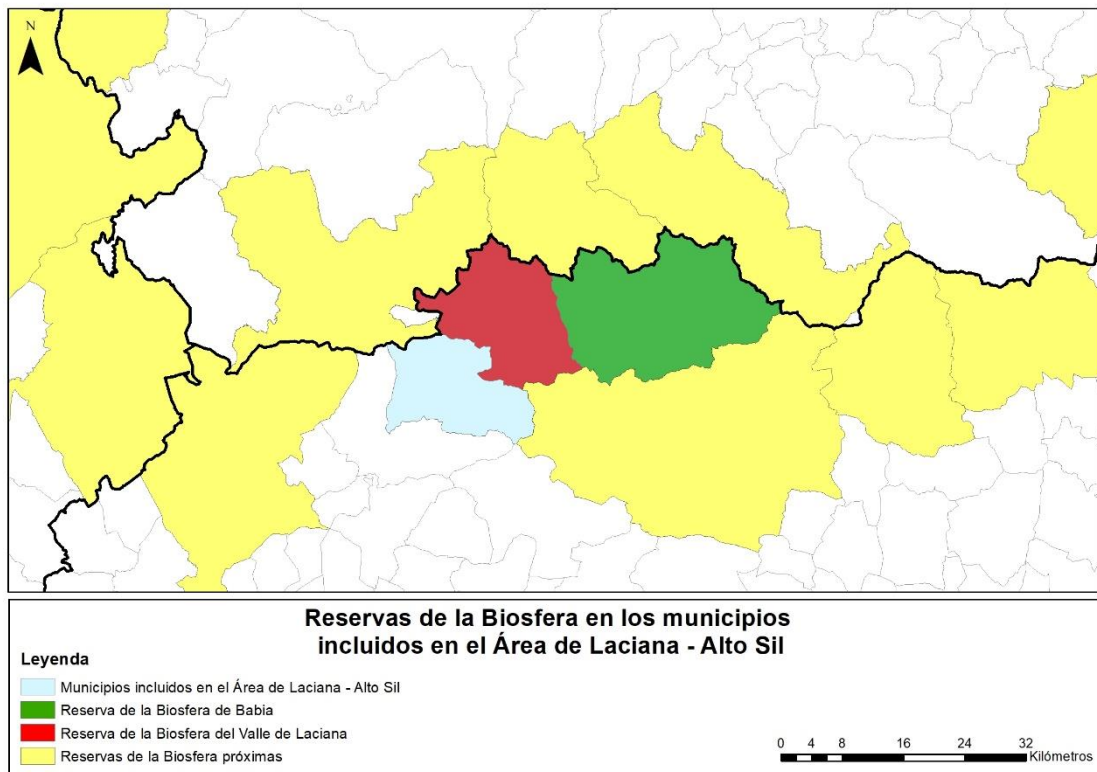 N
Reservas de la Biosfera en los municipios
incluidos en el Área de Laciana - Alto Sil
Leyenda
Municipios incluidos en el Área de Laciana - Alto Sil
Reserva de la Biosfera de Babia
Reserva de la Biosfera del Valle de Laciana
Reservas de la Biosfera próximas
0 2 4 8 16 24 32
Kilómetros